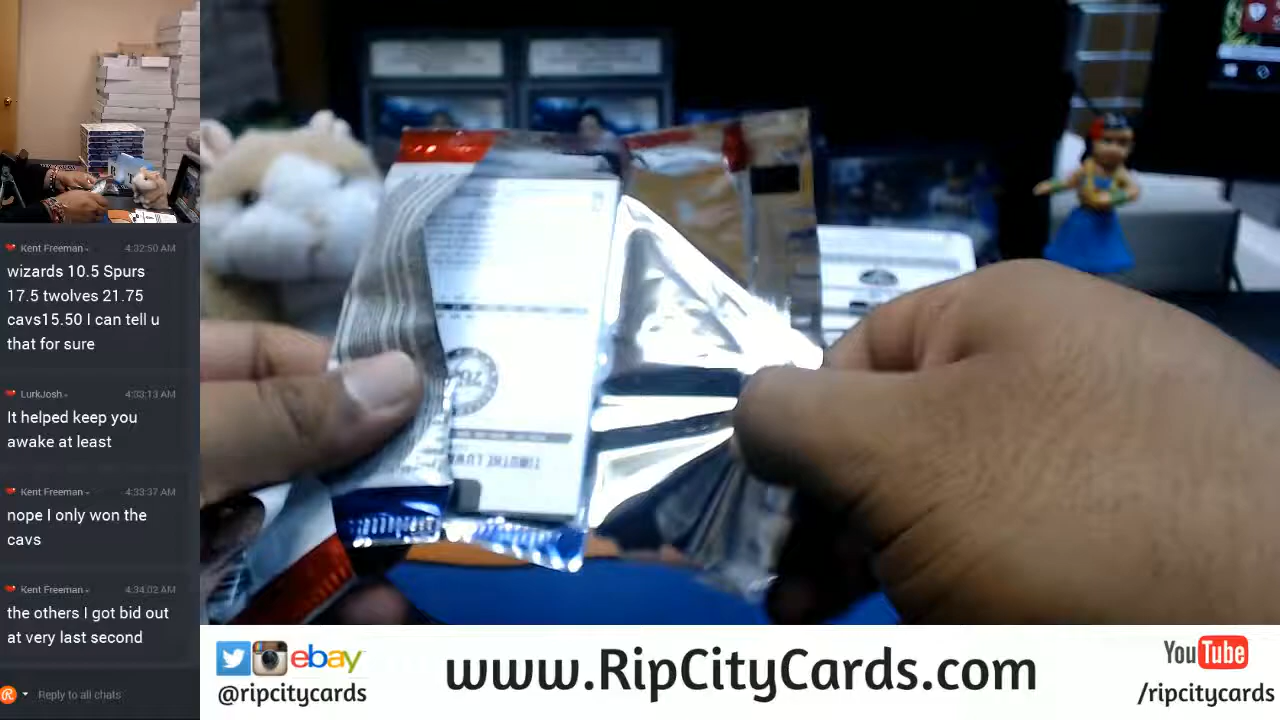 Kent Freeman 4:32:50 AM
wizards 10.5 Spurs
17.5 twolves 21.75
cavs15.50 I can tell u
that for sure
LurkJosh 4:33:13 AM
It helped keep you
awake at least
Kent Freeman 4:33:37 AM
nope I only won the
cavs
Kent Freeman 4:34:02 AM
the others I got bid out
at very last second
Reply to all chats
ebay
@ripcitycards
www.RipCityCards.com
YouTube
/ripcitycards